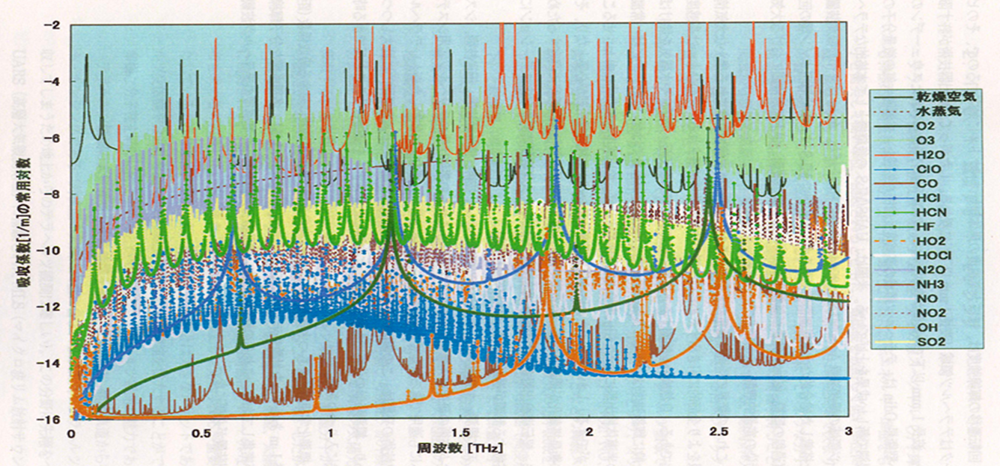 -2
-4
-6
-8
-10
-12
-14
-16
吸収係数[1/m]の常用対数
0
0.5
1
1.5
2
2.5
3
周波数 [THz]
乾燥空気
水蒸気
O2
O3
H2O
ClO
CO
HCl
HCN
HF
HO2
HOCl
N2O
NH3
NO
NO2
OH
SO2